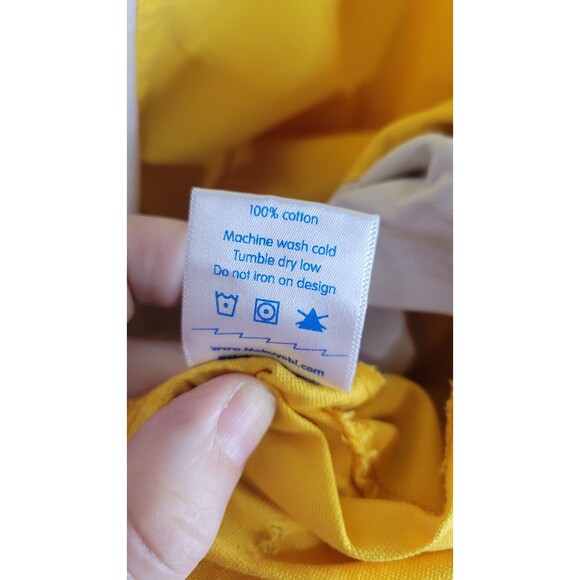 100% cotton
Machine wash cold
Tumble dry low
Do not iron on design